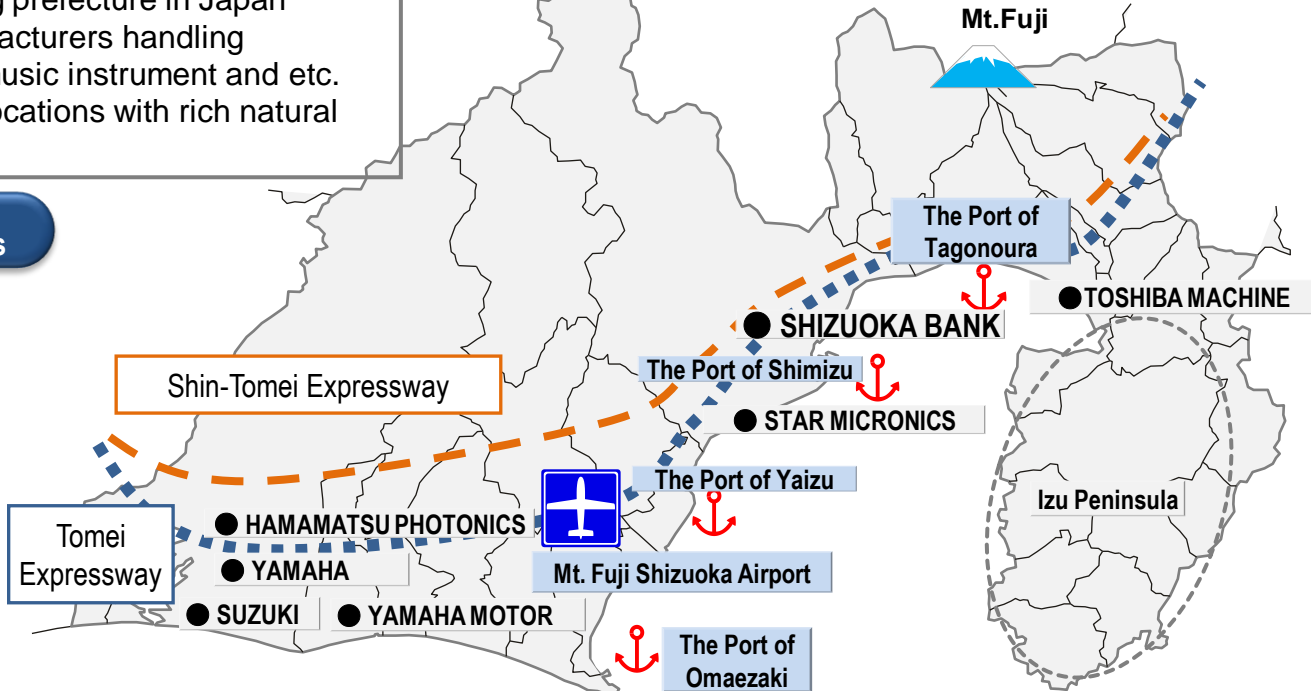 g prefecture in Japan
acturers handling
music instrument and etc.
ocations with rich natural
s
Mt.Fuji
The Port of
Tagonoura
TOSHIBA MACHINE
SHIZUOKA BANK
The Port of Shimizu
Shin-Tomei Expressway
STAR MICRONICS
The Port of Yaizu
Izu Peninsula
HAMAMATSU PHOTONICS
Tomei
Expressway
YAMAHA
Mt. Fuji Shizuoka Airport
SUZUKI
YAMAHA MOTOR
The Port of
Omaezaki